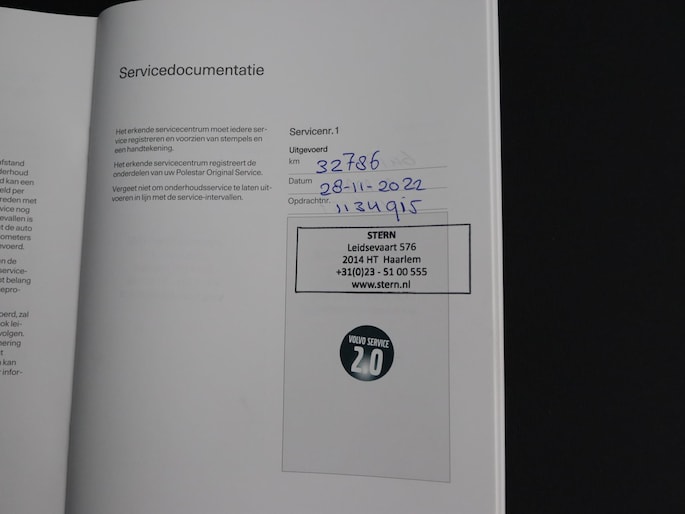 Servicedocumentatie
Het erkende servicecentrum moet iedere ser-
vice registreren en voorzien van stempels en
een handtekening.
Het erkende servicecentrum registreert de
onderdelen van uw Polestar Original Service.
Vergeet niet om onderhoudsservice te laten uit-
voeren in lijn met de service-intervallen.
Servicenr. 1
Uitgevoerd
km 32786
Datum 28-11-2022
Opdrachtnr.
STERN
Leidsevaart 576
2014 HT Haarlem
+31(0)23 - 51 00 555
www.stern.nl
VOLVO SERVICE
2.0